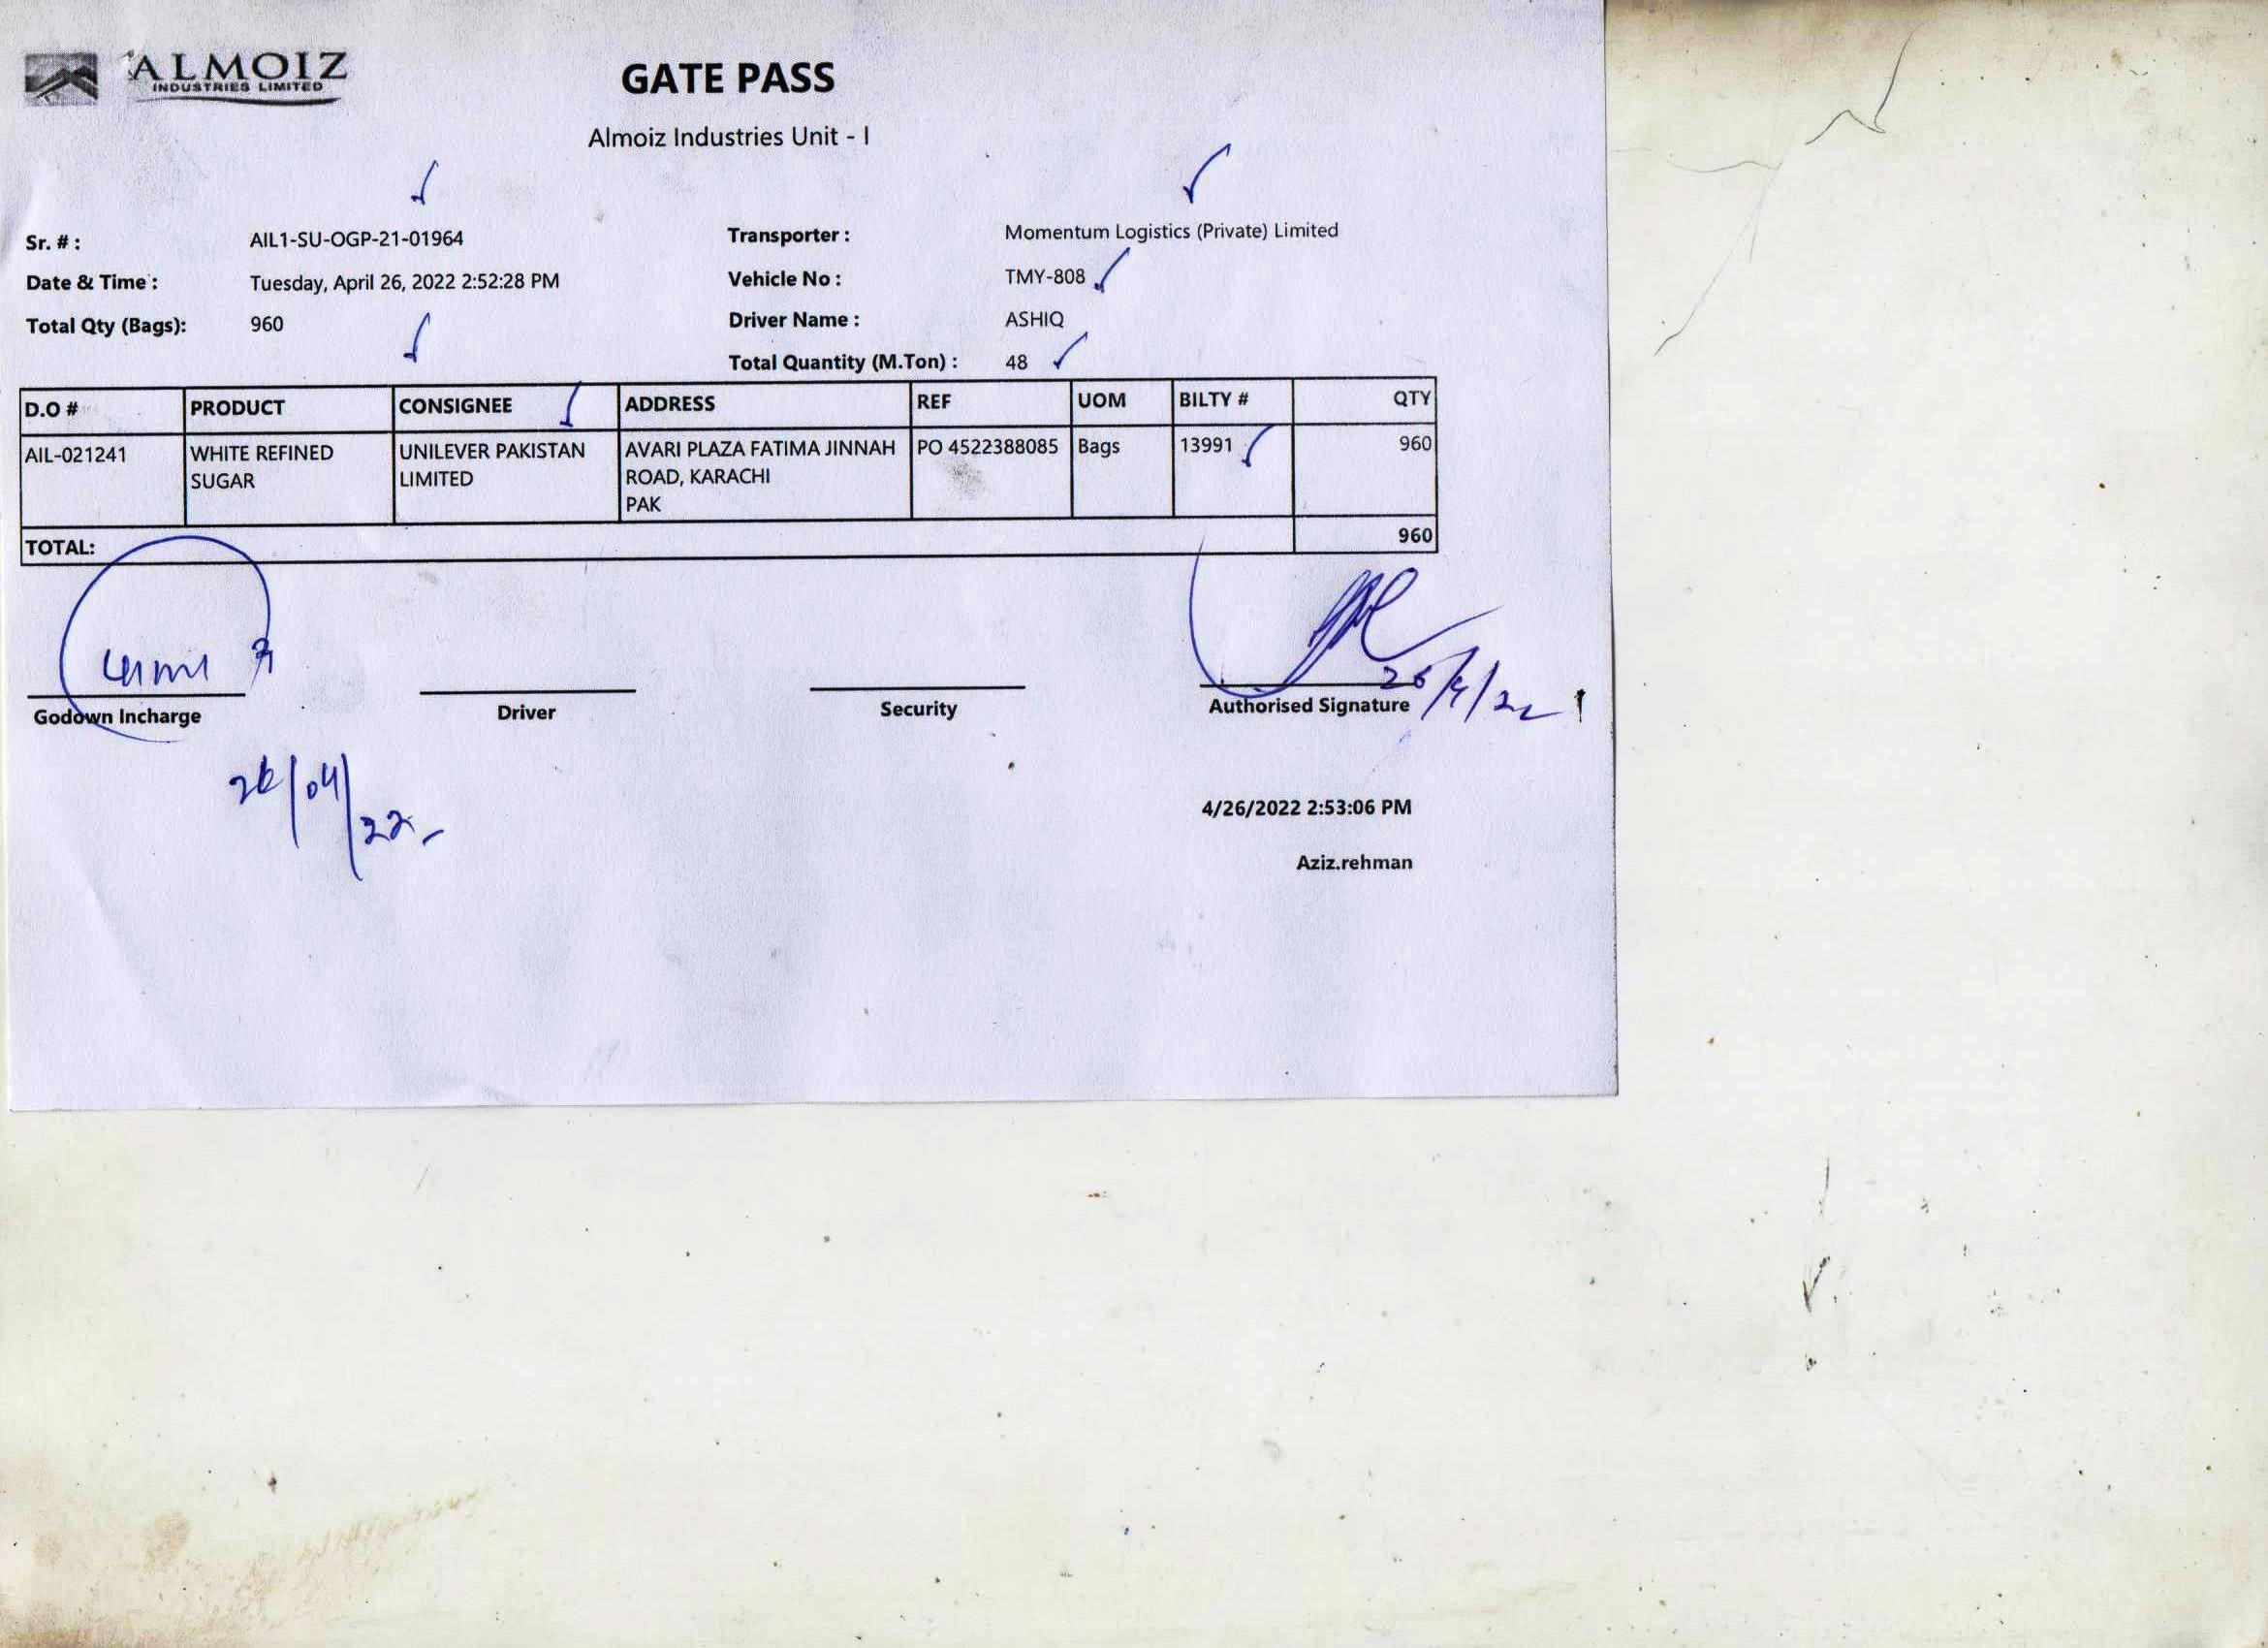 ALMOIZ
INDUSTRIES LIMITED
GATE PASS
Almoiz Industries Unit - I
Sr. # : AIL1-SU-OGP-21-01964
Transporter : Momentum Logistics (Private) Limited
Date & Time : Tuesday, April 26, 2022 2:52:28 PM
Vehicle No : TMY-808
Total Qty (Bags): 960
Driver Name : ASHIQ
Total Quantity (M.Ton) : 48
D.O # PRODUCT CONSIGNEE ADDRESS REF UOM BILTY # QTY
AIL-021241 WHITE REFINED UNILEVER PAKISTAN AVARI PLAZA FATIMA JINNAH PO 4522388085 Bags 13991 960
SUGAR LIMITED ROAD, KARACHI
PAK
TOTAL: 960
26/4/22
Godown Incharge Driver Security Authorised Signature
26/04/22
4/26/2022 2:53:06 PM
Aziz.rehman